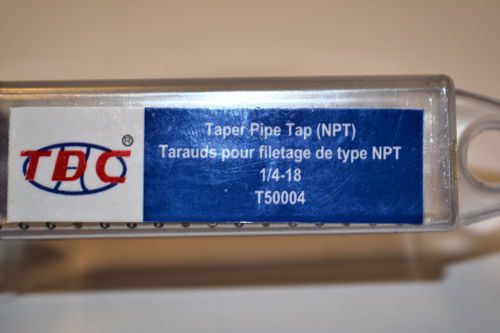 TDC®
Taper Pipe Tap (NPT)
Tarauds pour filetage de type NPT
1/4-18
T50004